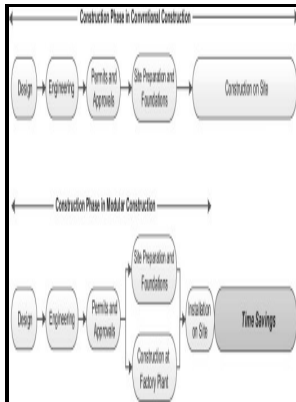 Construction Phase in Convntional Construction
Design
Engineering
Permits and
Approvals
Site Preparation and
Foundations
Construction on Site
Construction Phase in Modular Construction
Design
Engineering
Permits and
Approvals
Site Preparation and
Foundations
Construction at
Factory Plant
Installation
on Site
Time Savings